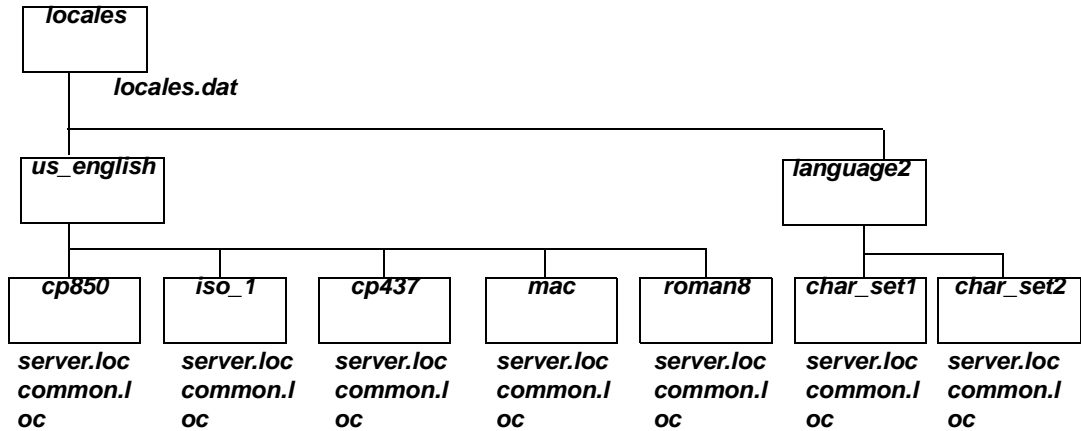 locales
locales.dat
us_english
language2
cp850
iso_1
cp437
mac
roman8
char_set1
char_set2
server.loc
common.l
oc
server.loc
common.l
oc
server.loc
common.l
oc
server.loc
common.l
oc
server.loc
common.l
oc
server.loc
common.l
oc
server.loc
common.l
oc